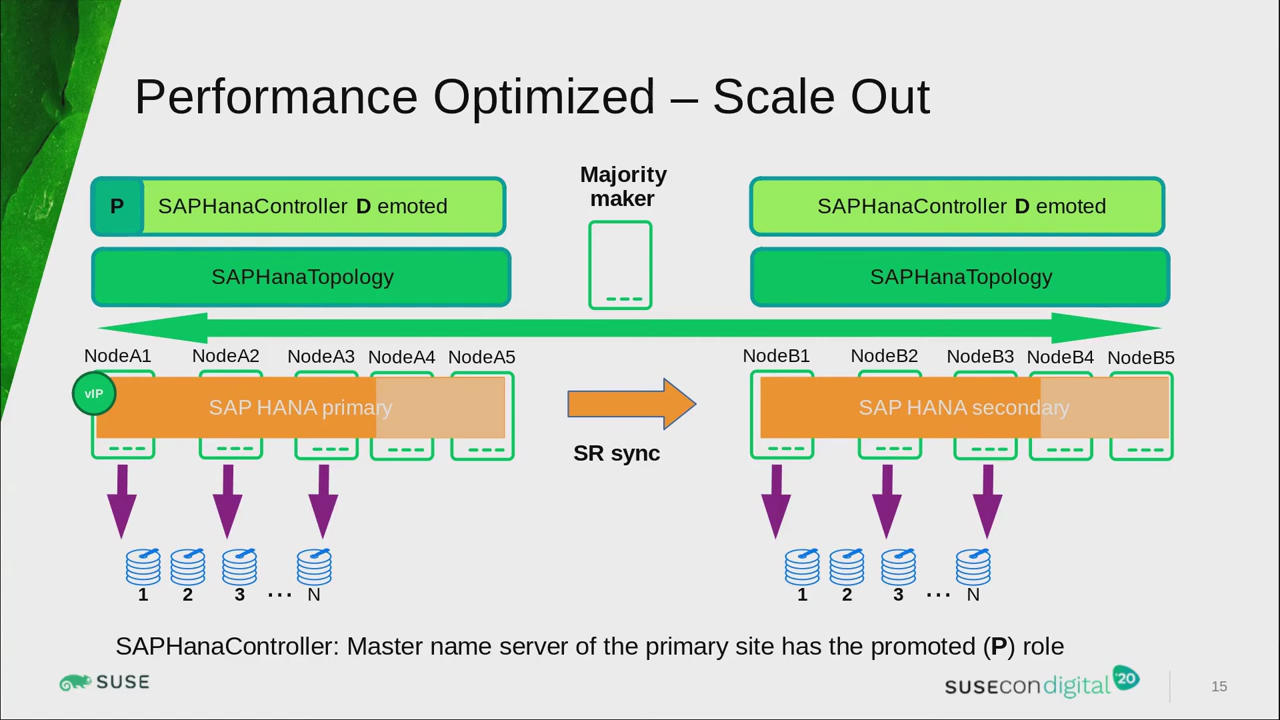 Performance Optimized – Scale Out
Majority
maker
P SAPHanaController D emoted
SAPHanaController D emoted
SAPHanaTopology
SAPHanaTopology
NodeA1 NodeA2 NodeA3 NodeA4 NodeA5
NodeB1 NodeB2 NodeB3 NodeB4 NodeB5
vIP
SAP HANA primary
SAP HANA secondary
SR sync
1 2 3 ... N
1 2 3 ... N
SAPHanaController: Master name server of the primary site has the promoted (P) role
SUSE
susecon digital '20
15